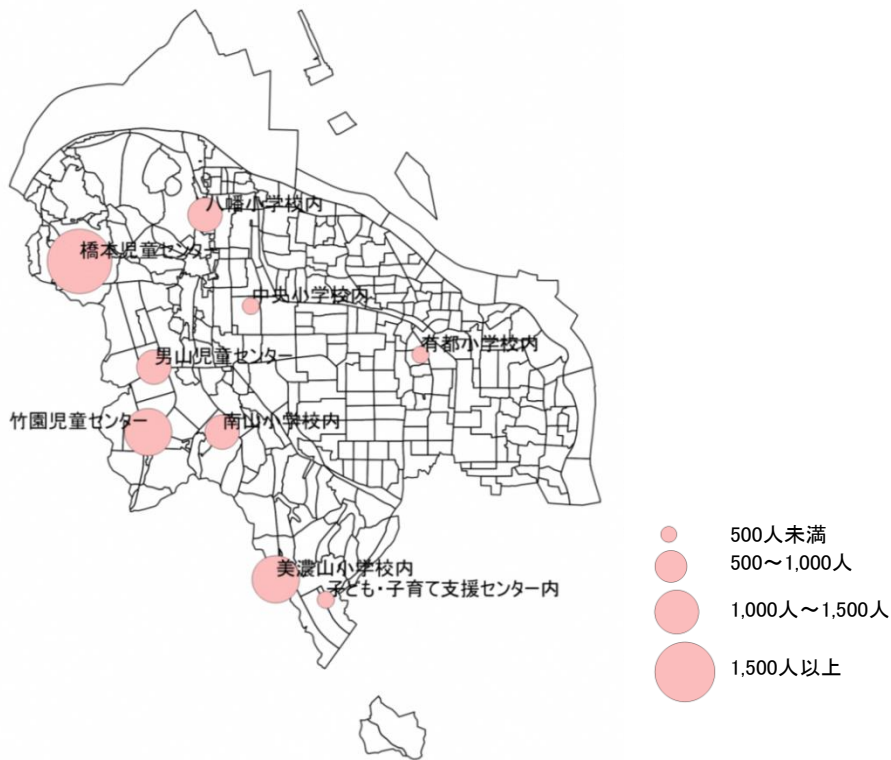 八幡小学校内
橋本児童センター
中央小学校内
有都小学校内
男山児童センター
竹園児童センター
南山小学校内
美濃山小学校内
子ども・子育て支援センター内
500人未満
500～1,000人
1,000人～1,500人
1,500人以上